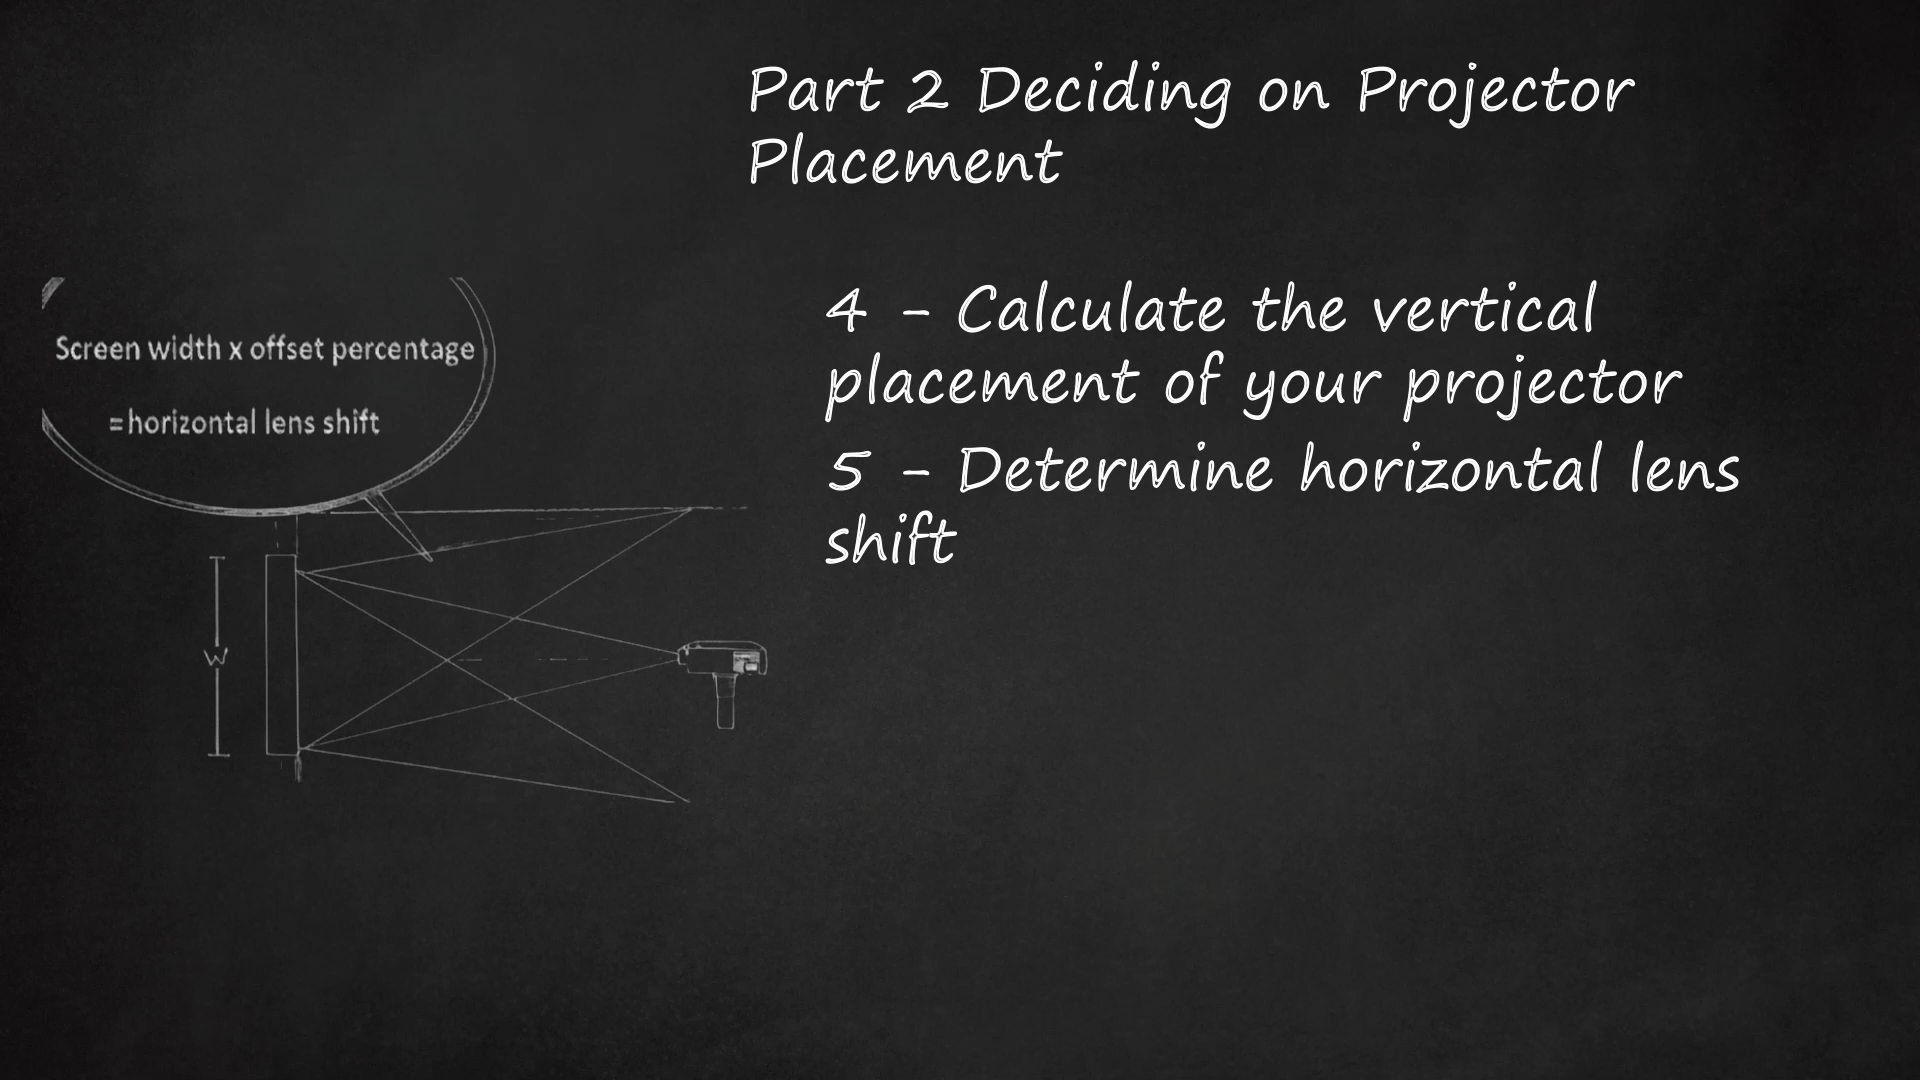 Part 2 Deciding on Projector
Placement
4 - Calculate the vertical
placement of your projector
5 - Determine horizontal lens
shift
Screen width x offset percentage
=horizontal lens shift
W